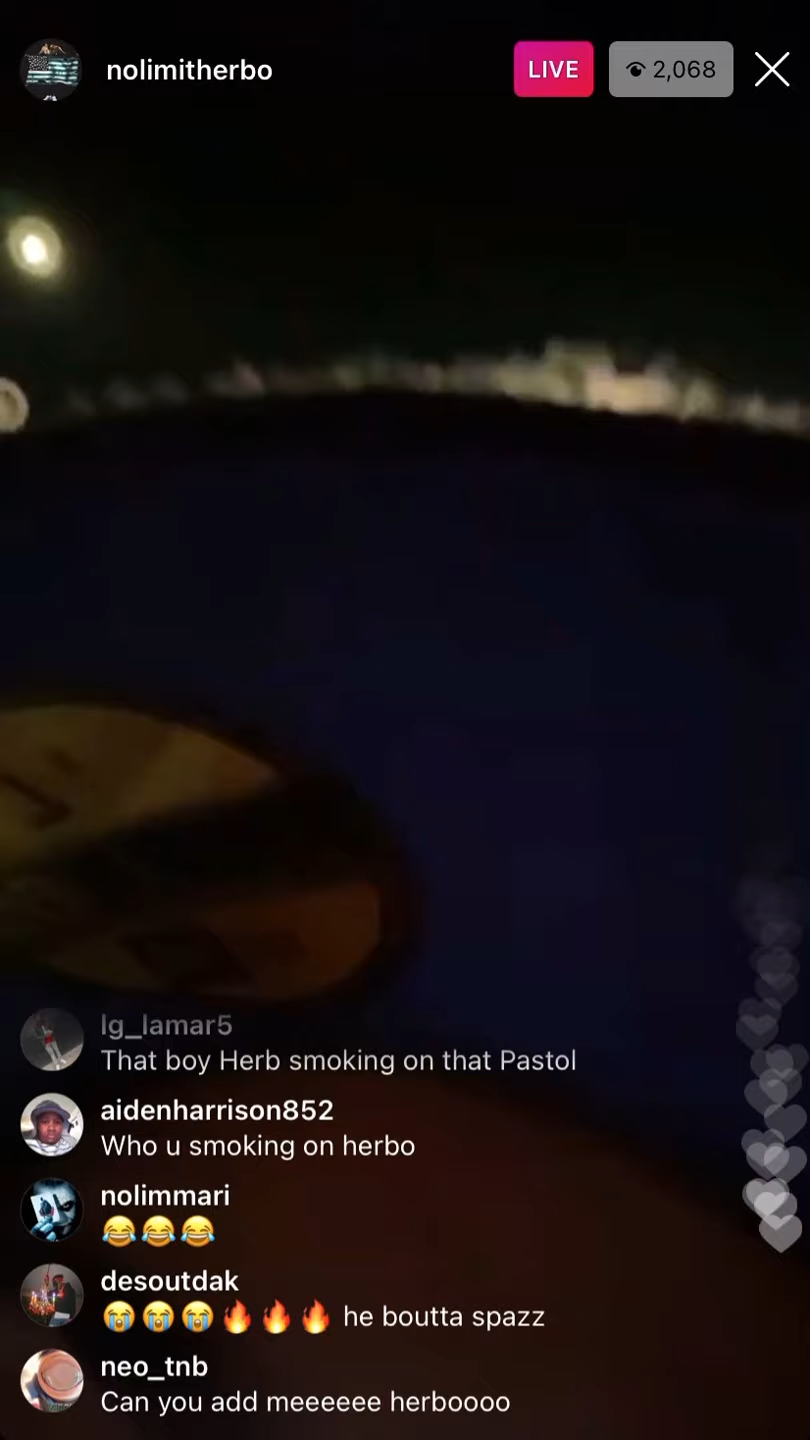 nolimitherbo
LIVE
2,068
lg_lamar5
That boy Herb smoking on that Pastol
aidenharrison852
Who u smoking on herbo
nolimmari
😂😂😂
desoutdak
😭😭😭🔥🔥🔥 he boutta spazz
neo_tnb
Can you add meeeeee herboooo